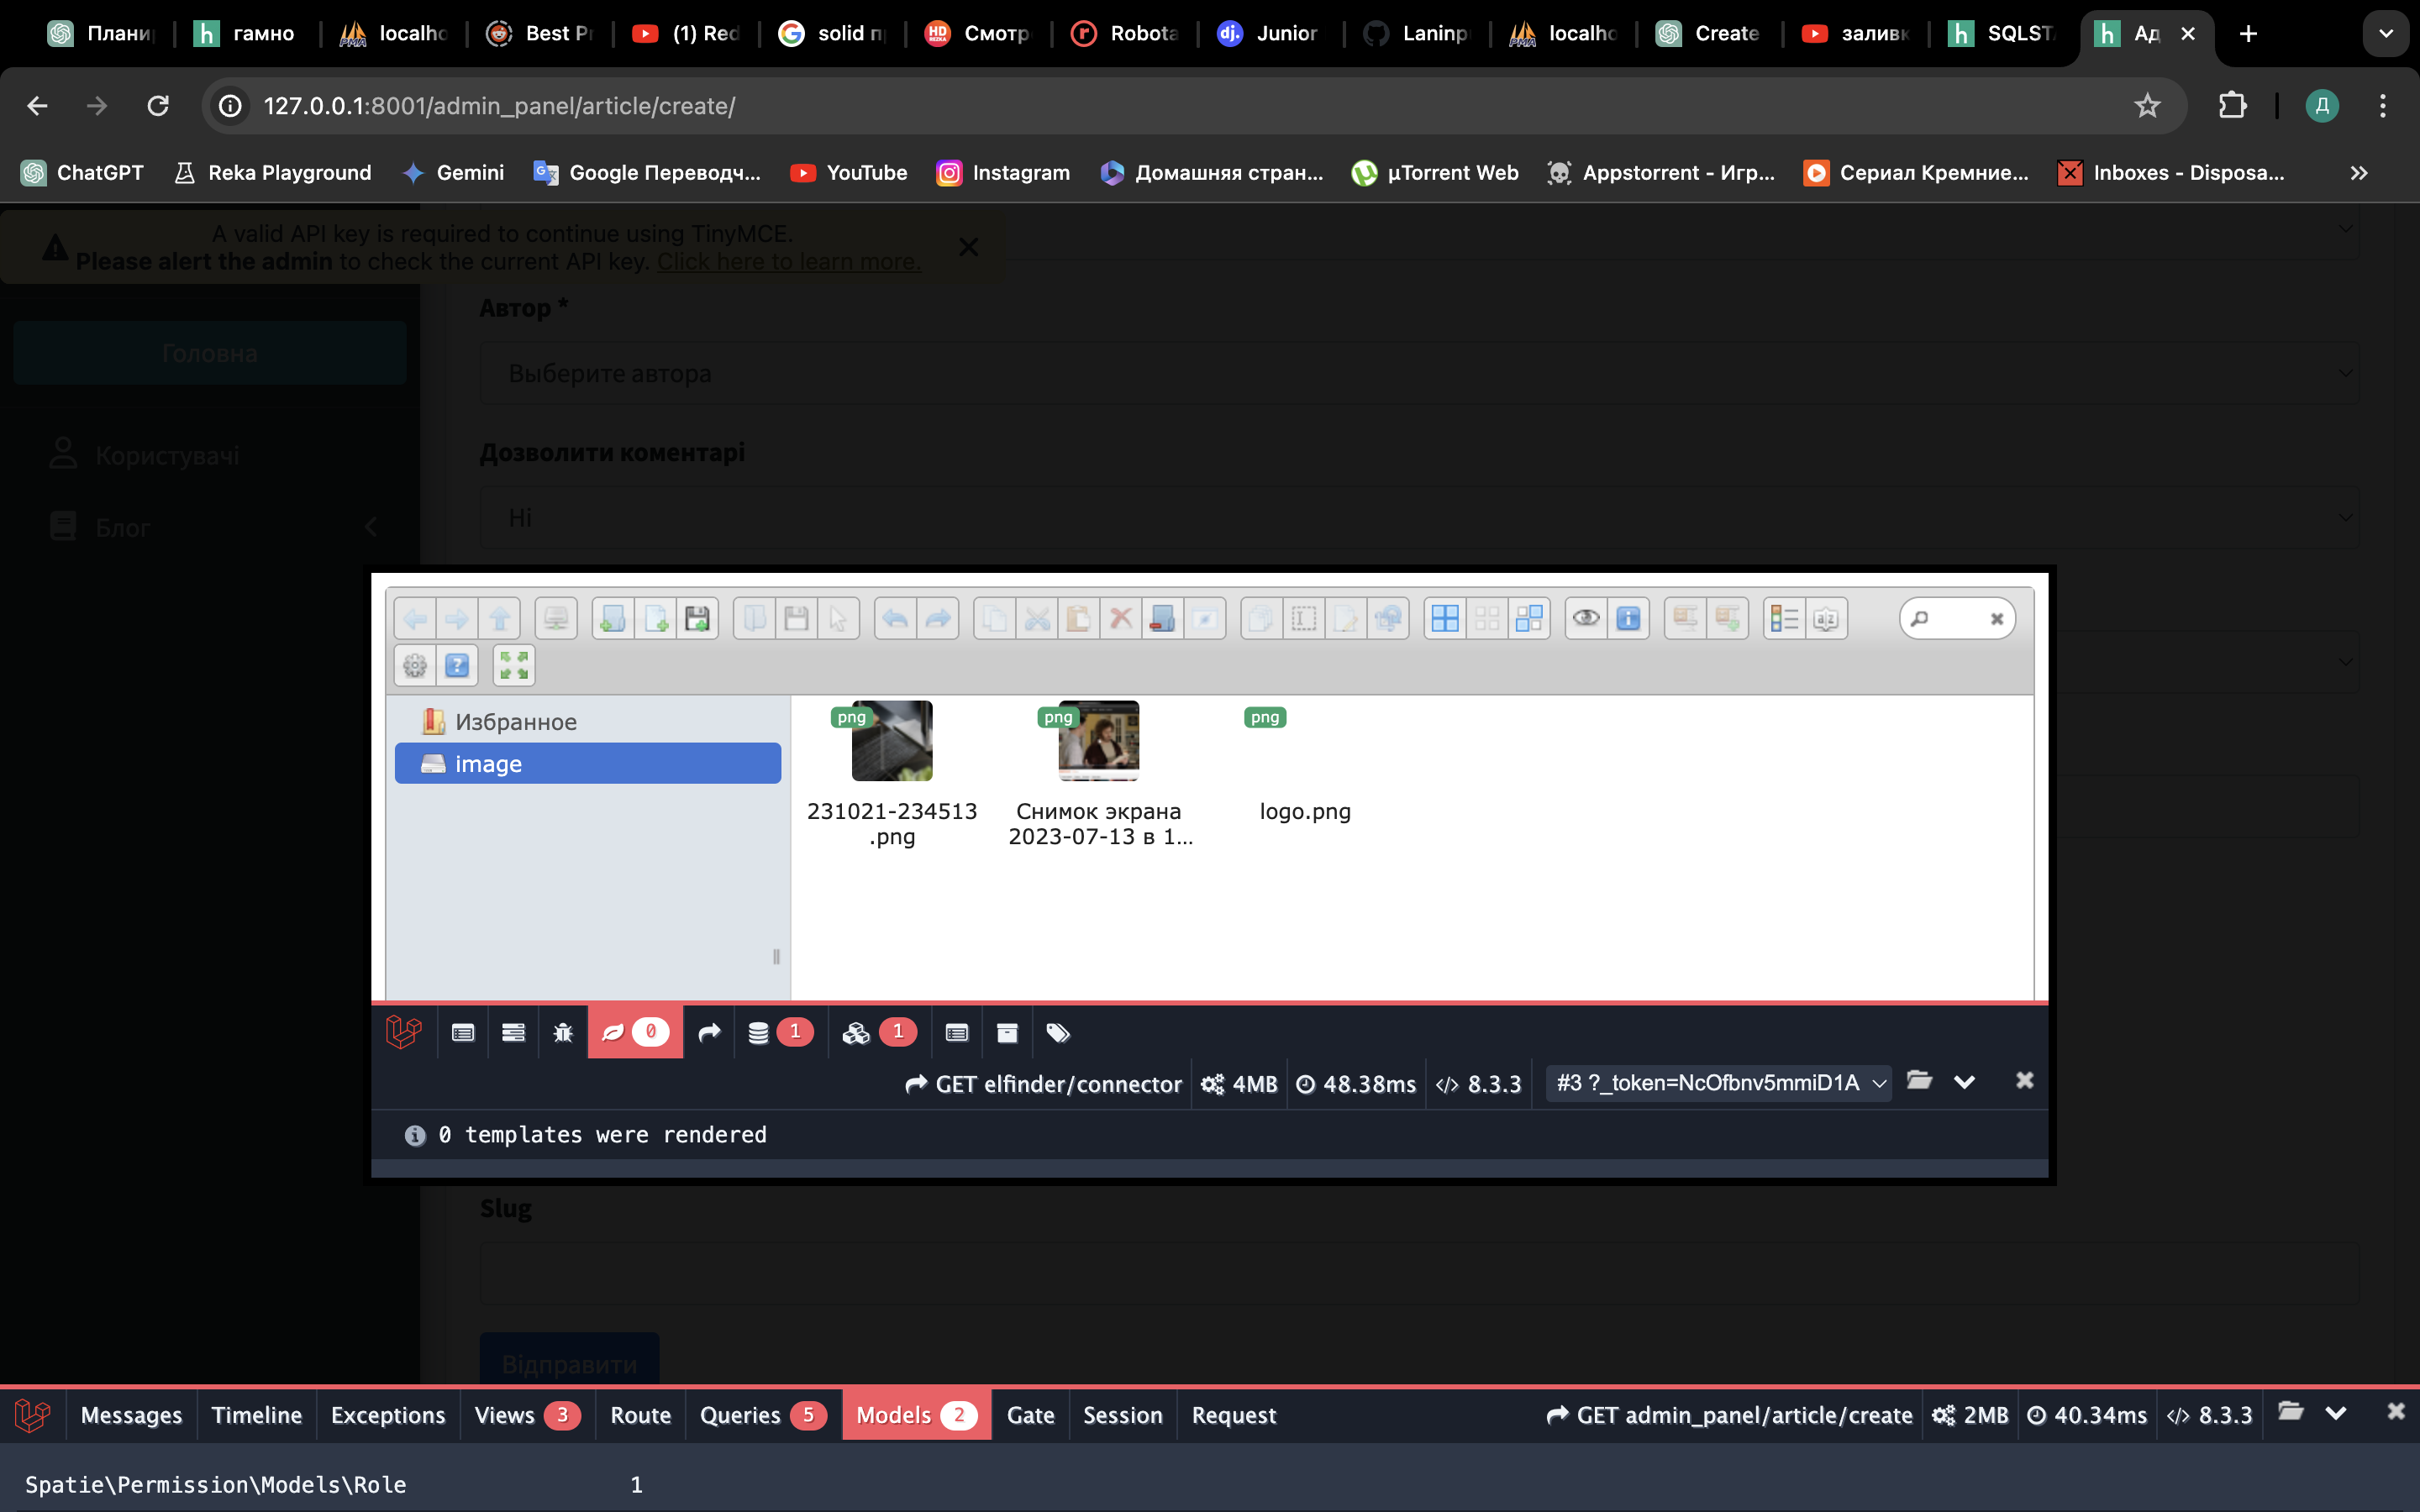 Плани
гамно
localho
Best Pr
(1) Red
solid п
Смотр
Robota
Junior
Laninp
localho
Create
заливк
SQLST
Ад
127.0.0.1:8001/admin_panel/article/create/
Д
ChatGPT
Reka Playground
Gemini
Google Переводч...
YouTube
Instagram
Домашняя стран...
µTorrent Web
Appstorrent - Игр...
Сериал Кремние...
Inboxes - Disposa...
A valid API key is required to continue using TinyMCE.
Please alert the admin to check the current API key. Click here to learn more.
Головна
Користувачі
Блог
Автор *
Выберите автора
Дозволити коментарі
Ні
Избранное
image
png
231021-234513
.png
png
Снимок экрана
2023-07-13 в 1...
png
logo.png
0
1
1
GET elfinder/connector
4MB
48.38ms
8.3.3
#3 ?_token=NcOfbnv5mmiD1A
0 templates were rendered
Slug
Відправити
Messages
Timeline
Exceptions
Views 3
Route
Queries 5
Models 2
Gate
Session
Request
GET admin_panel/article/create
2MB
40.34ms
8.3.3
Spatie\Permission\Models\Role 1